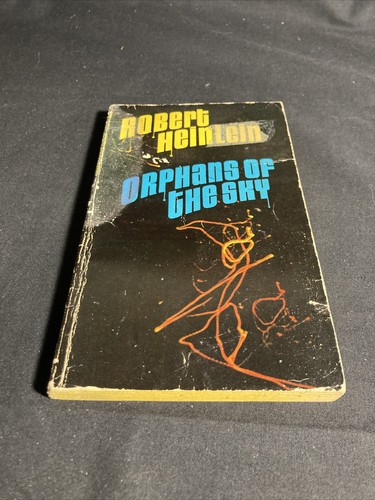 Robert
Heinlein
Orphans of
the Sky